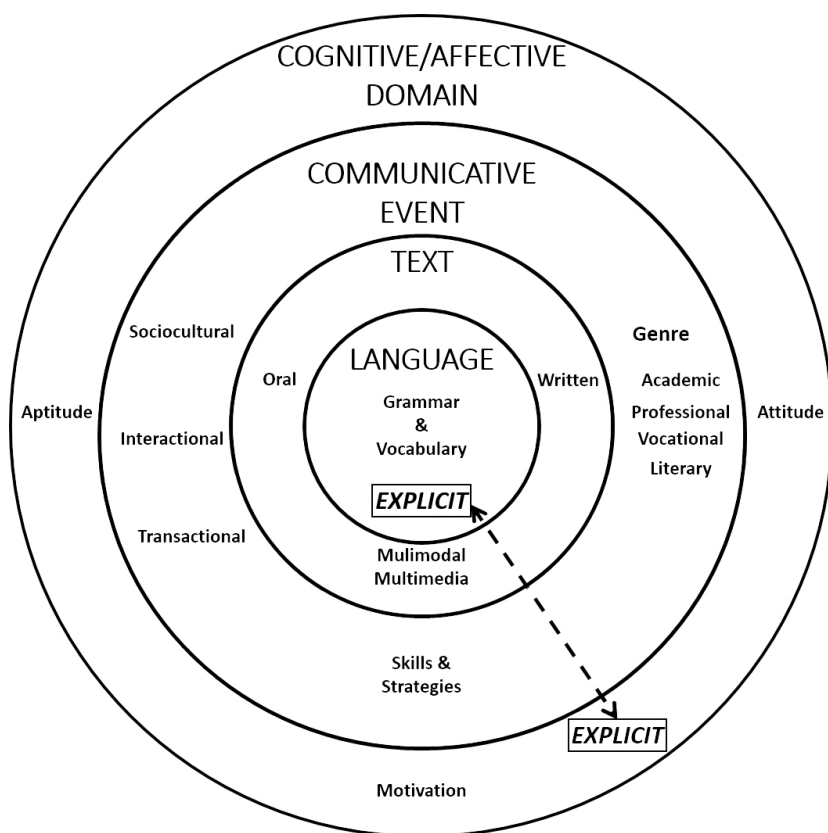 COGNITIVE/AFFECTIVE
DOMAIN
COMMUNICATIVE
EVENT
TEXT
Sociocultural
Genre
LANGUAGE
Oral
Written
Academic
Grammar
&
Vocabulary
Aptitude
Professional
Attitude
Interactional
Vocational
Literary
EXPLICIT
Transactional
Mulimodal
Multimedia
Skills &
Strategies
EXPLICIT
Motivation